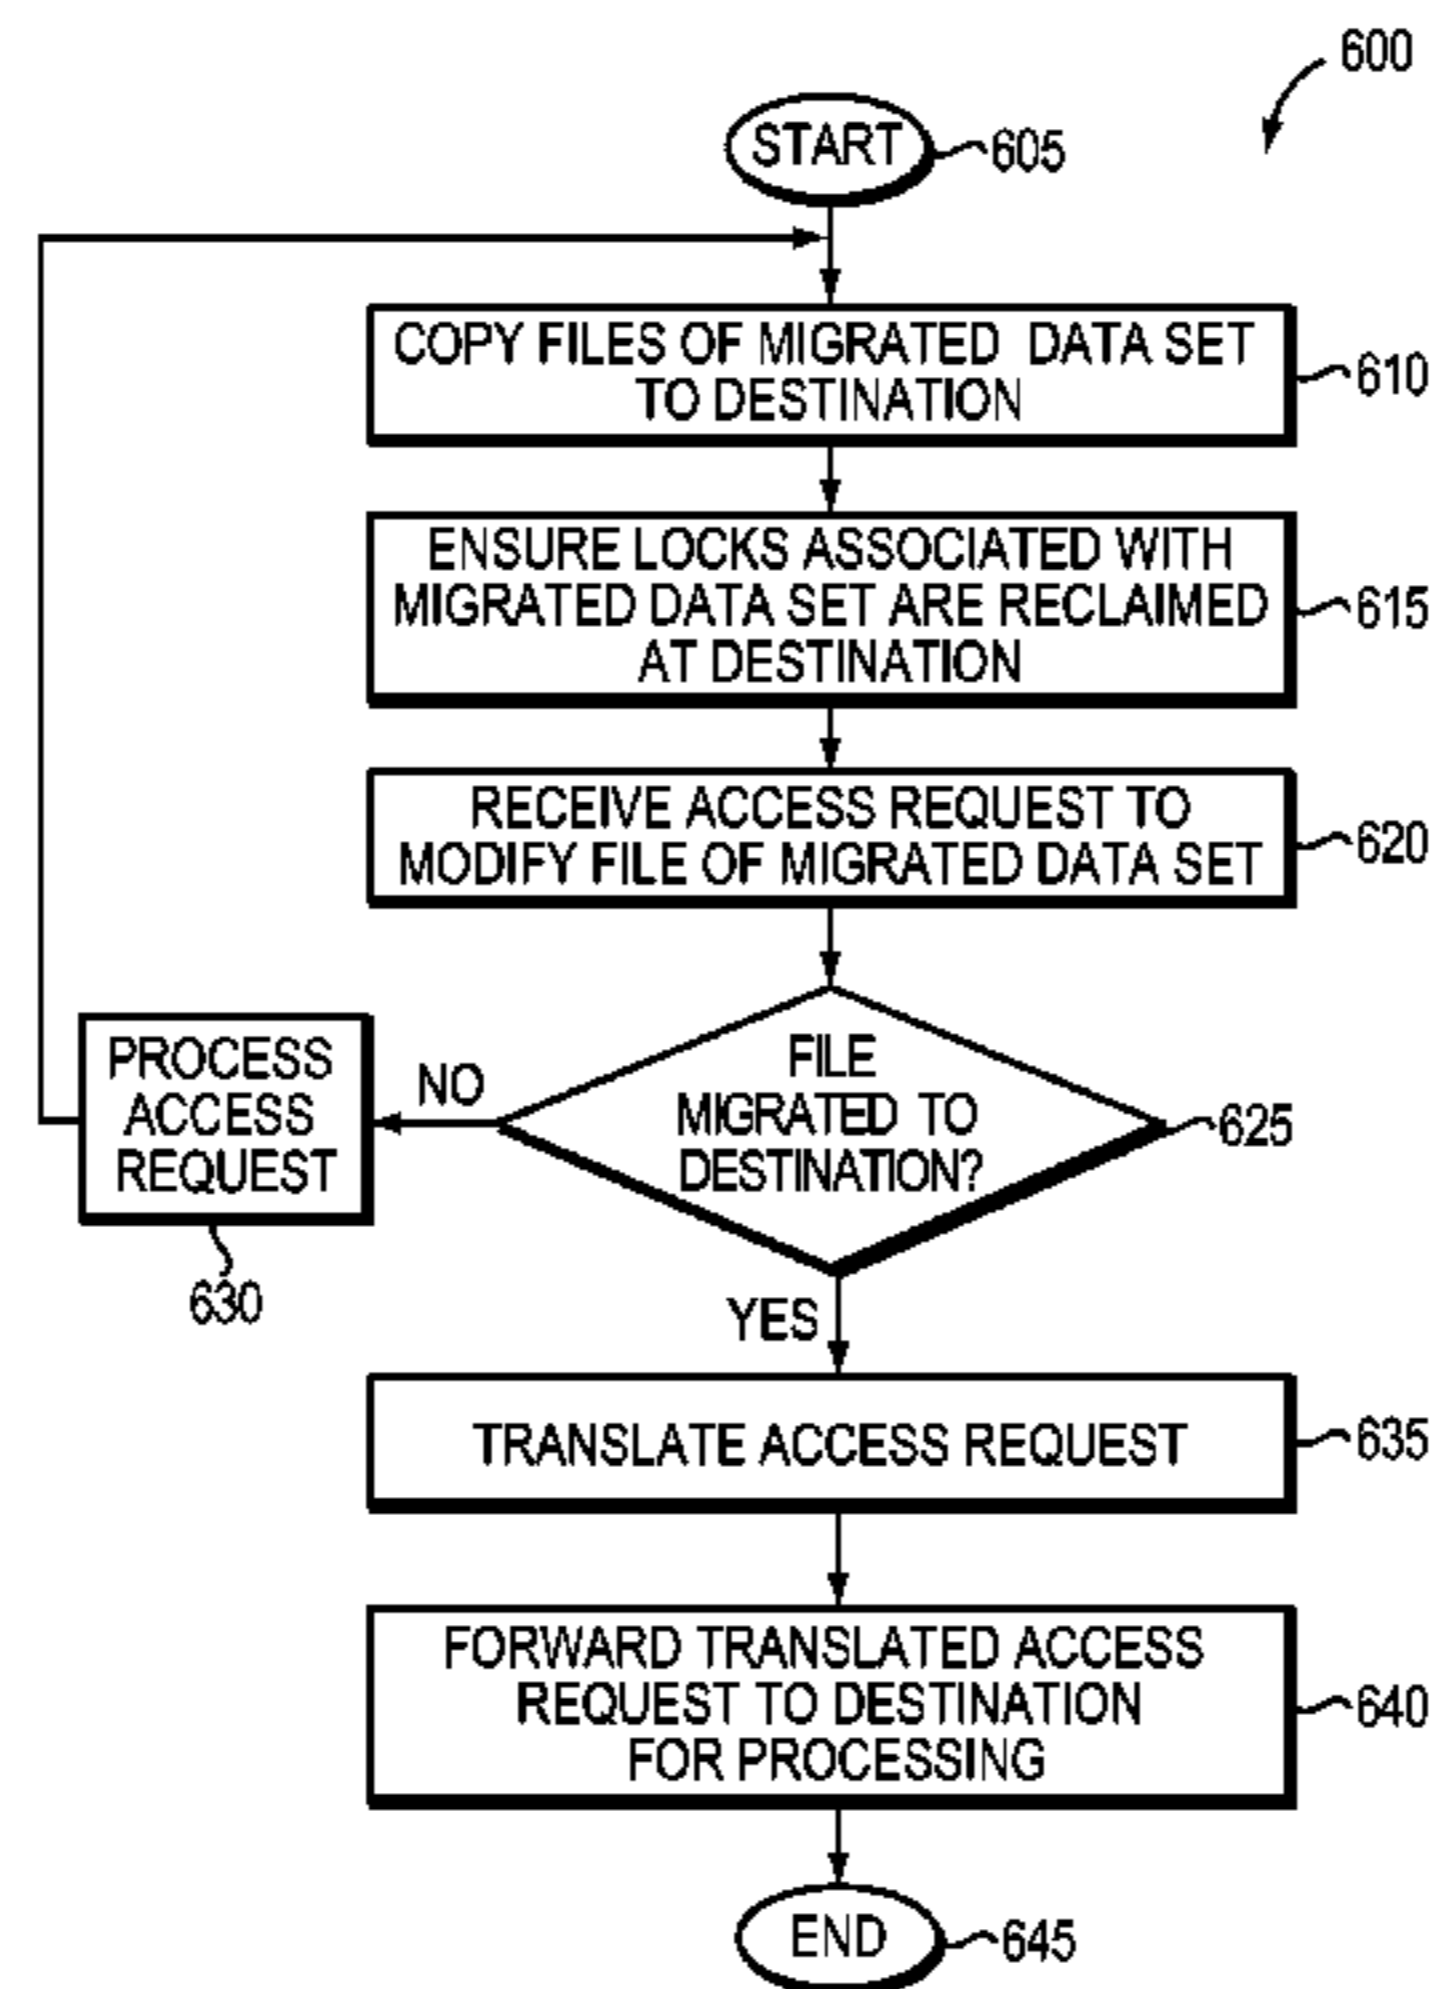 600
START
605
COPY FILES OF MIGRATED DATA SET
TO DESTINATION
610
ENSURE LOCKS ASSOCIATED WITH
MIGRATED DATA SET ARE RECLAIMED
AT DESTINATION
615
RECEIVE ACCESS REQUEST TO
MODIFY FILE OF MIGRATED DATA SET
620
FILE
MIGRATED TO
DESTINATION?
625
NO
PROCESS
ACCESS
REQUEST
630
YES
TRANSLATE ACCESS REQUEST
635
FORWARD TRANSLATED ACCESS
REQUEST TO DESTINATION
FOR PROCESSING
640
END
645